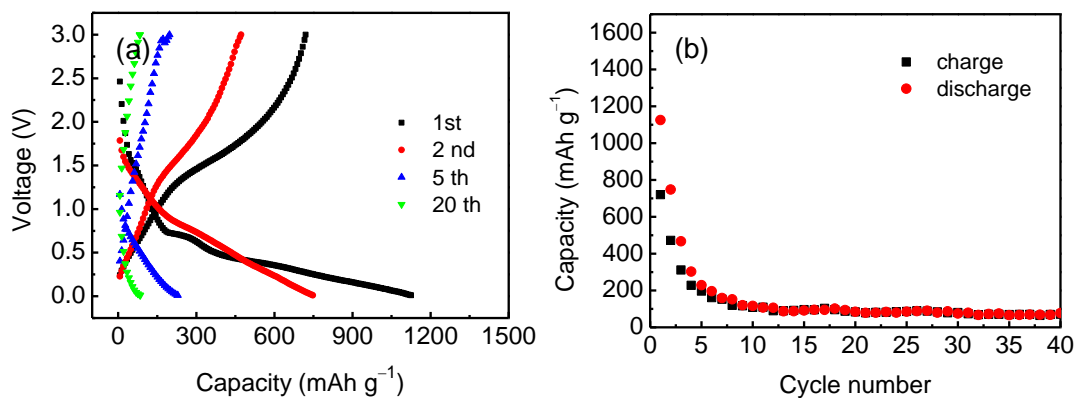 (a)
3.0
2.5
2.0
1.5
1.0
0.5
0.0
Voltage (V)
1st
2 nd
5 th
20 th
0 300 600 900 1200 1500
Capacity (mAh g⁻¹)
(b)
1600
1400
1200
1000
800
600
400
200
0
Capacity (mAh g⁻¹)
charge
discharge
0 5 10 15 20 25 30 35 40
Cycle number